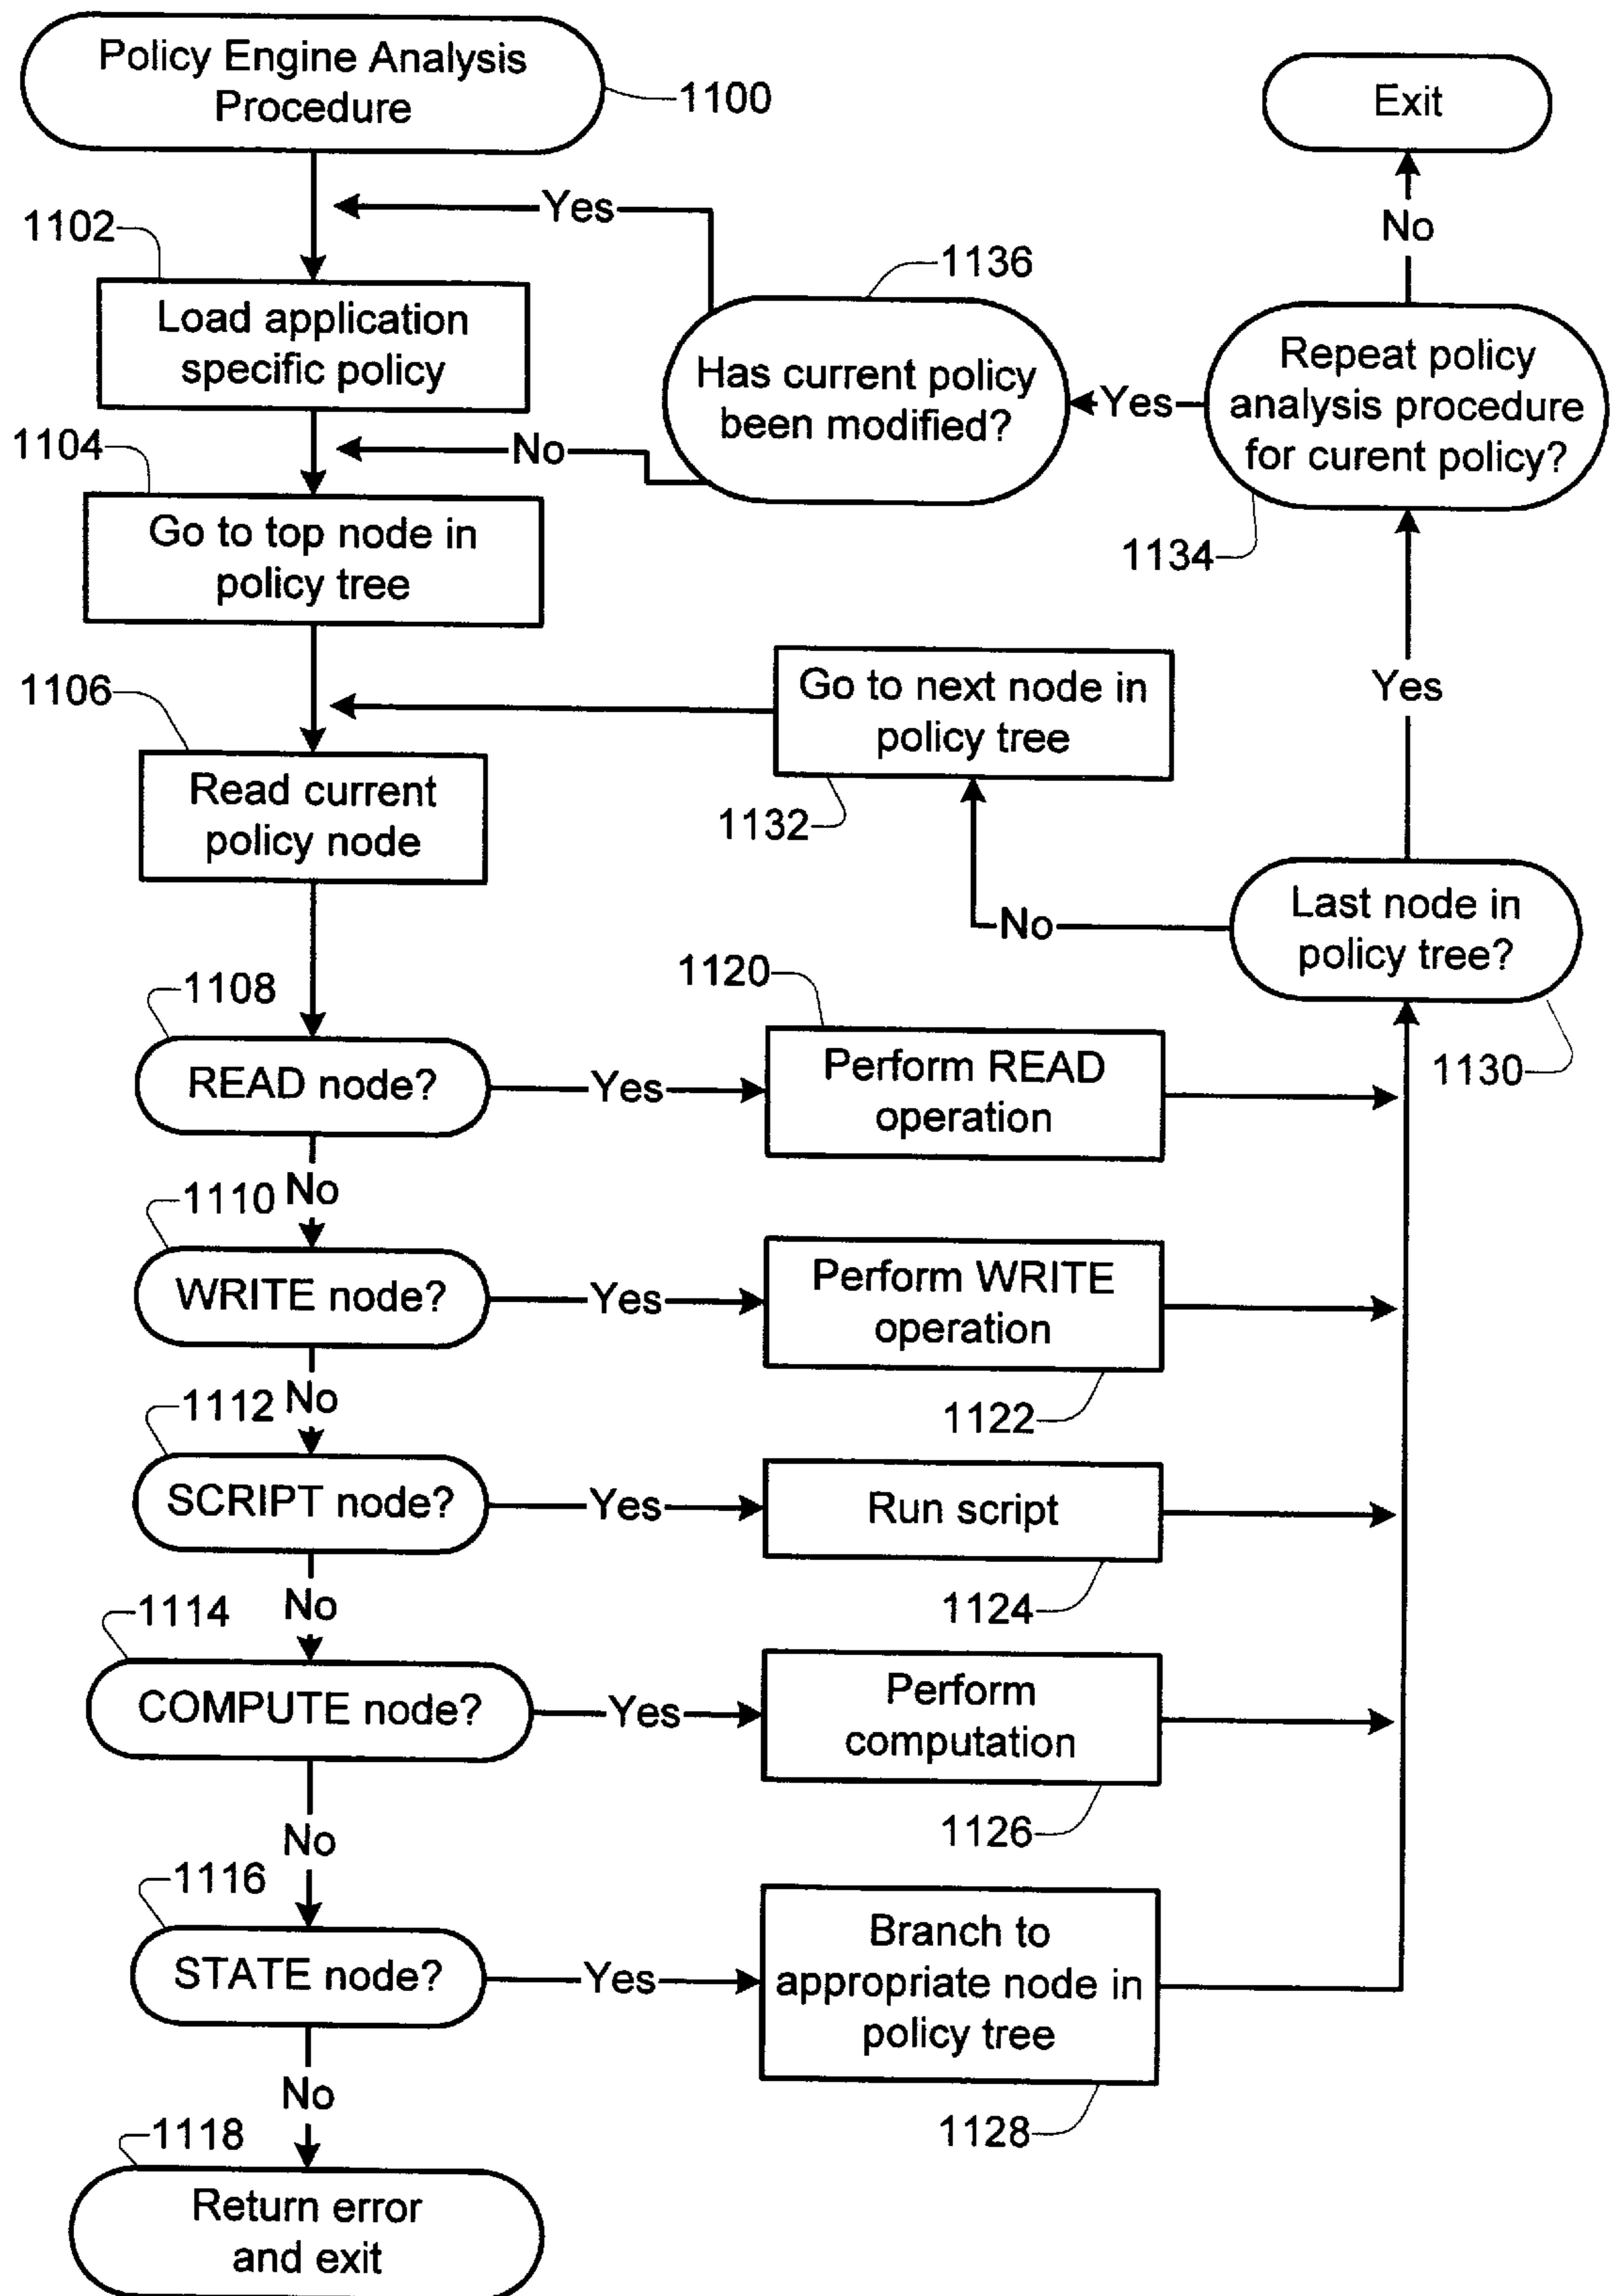 Policy Engine Analysis
Procedure
1100
Exit
Yes
No
1102
1136
Load application
specific policy
Has current policy
been modified?
Yes
Repeat policy
analysis procedure
for curent policy?
1104
No
1134
Go to top node in
policy tree
1106
Go to next node in
policy tree
Yes
Read current
policy node
1132
No
Last node in
policy tree?
1130
1108
1120
READ node?
Yes
Perform READ
operation
No
1110
WRITE node?
Yes
Perform WRITE
operation
No
1112
1122
SCRIPT node?
Yes
Run script
No
1114
1124
COMPUTE node?
Yes
Perform
computation
No
1126
1116
STATE node?
Yes
Branch to
appropriate node in
policy tree
No
1128
1118
Return error
and exit